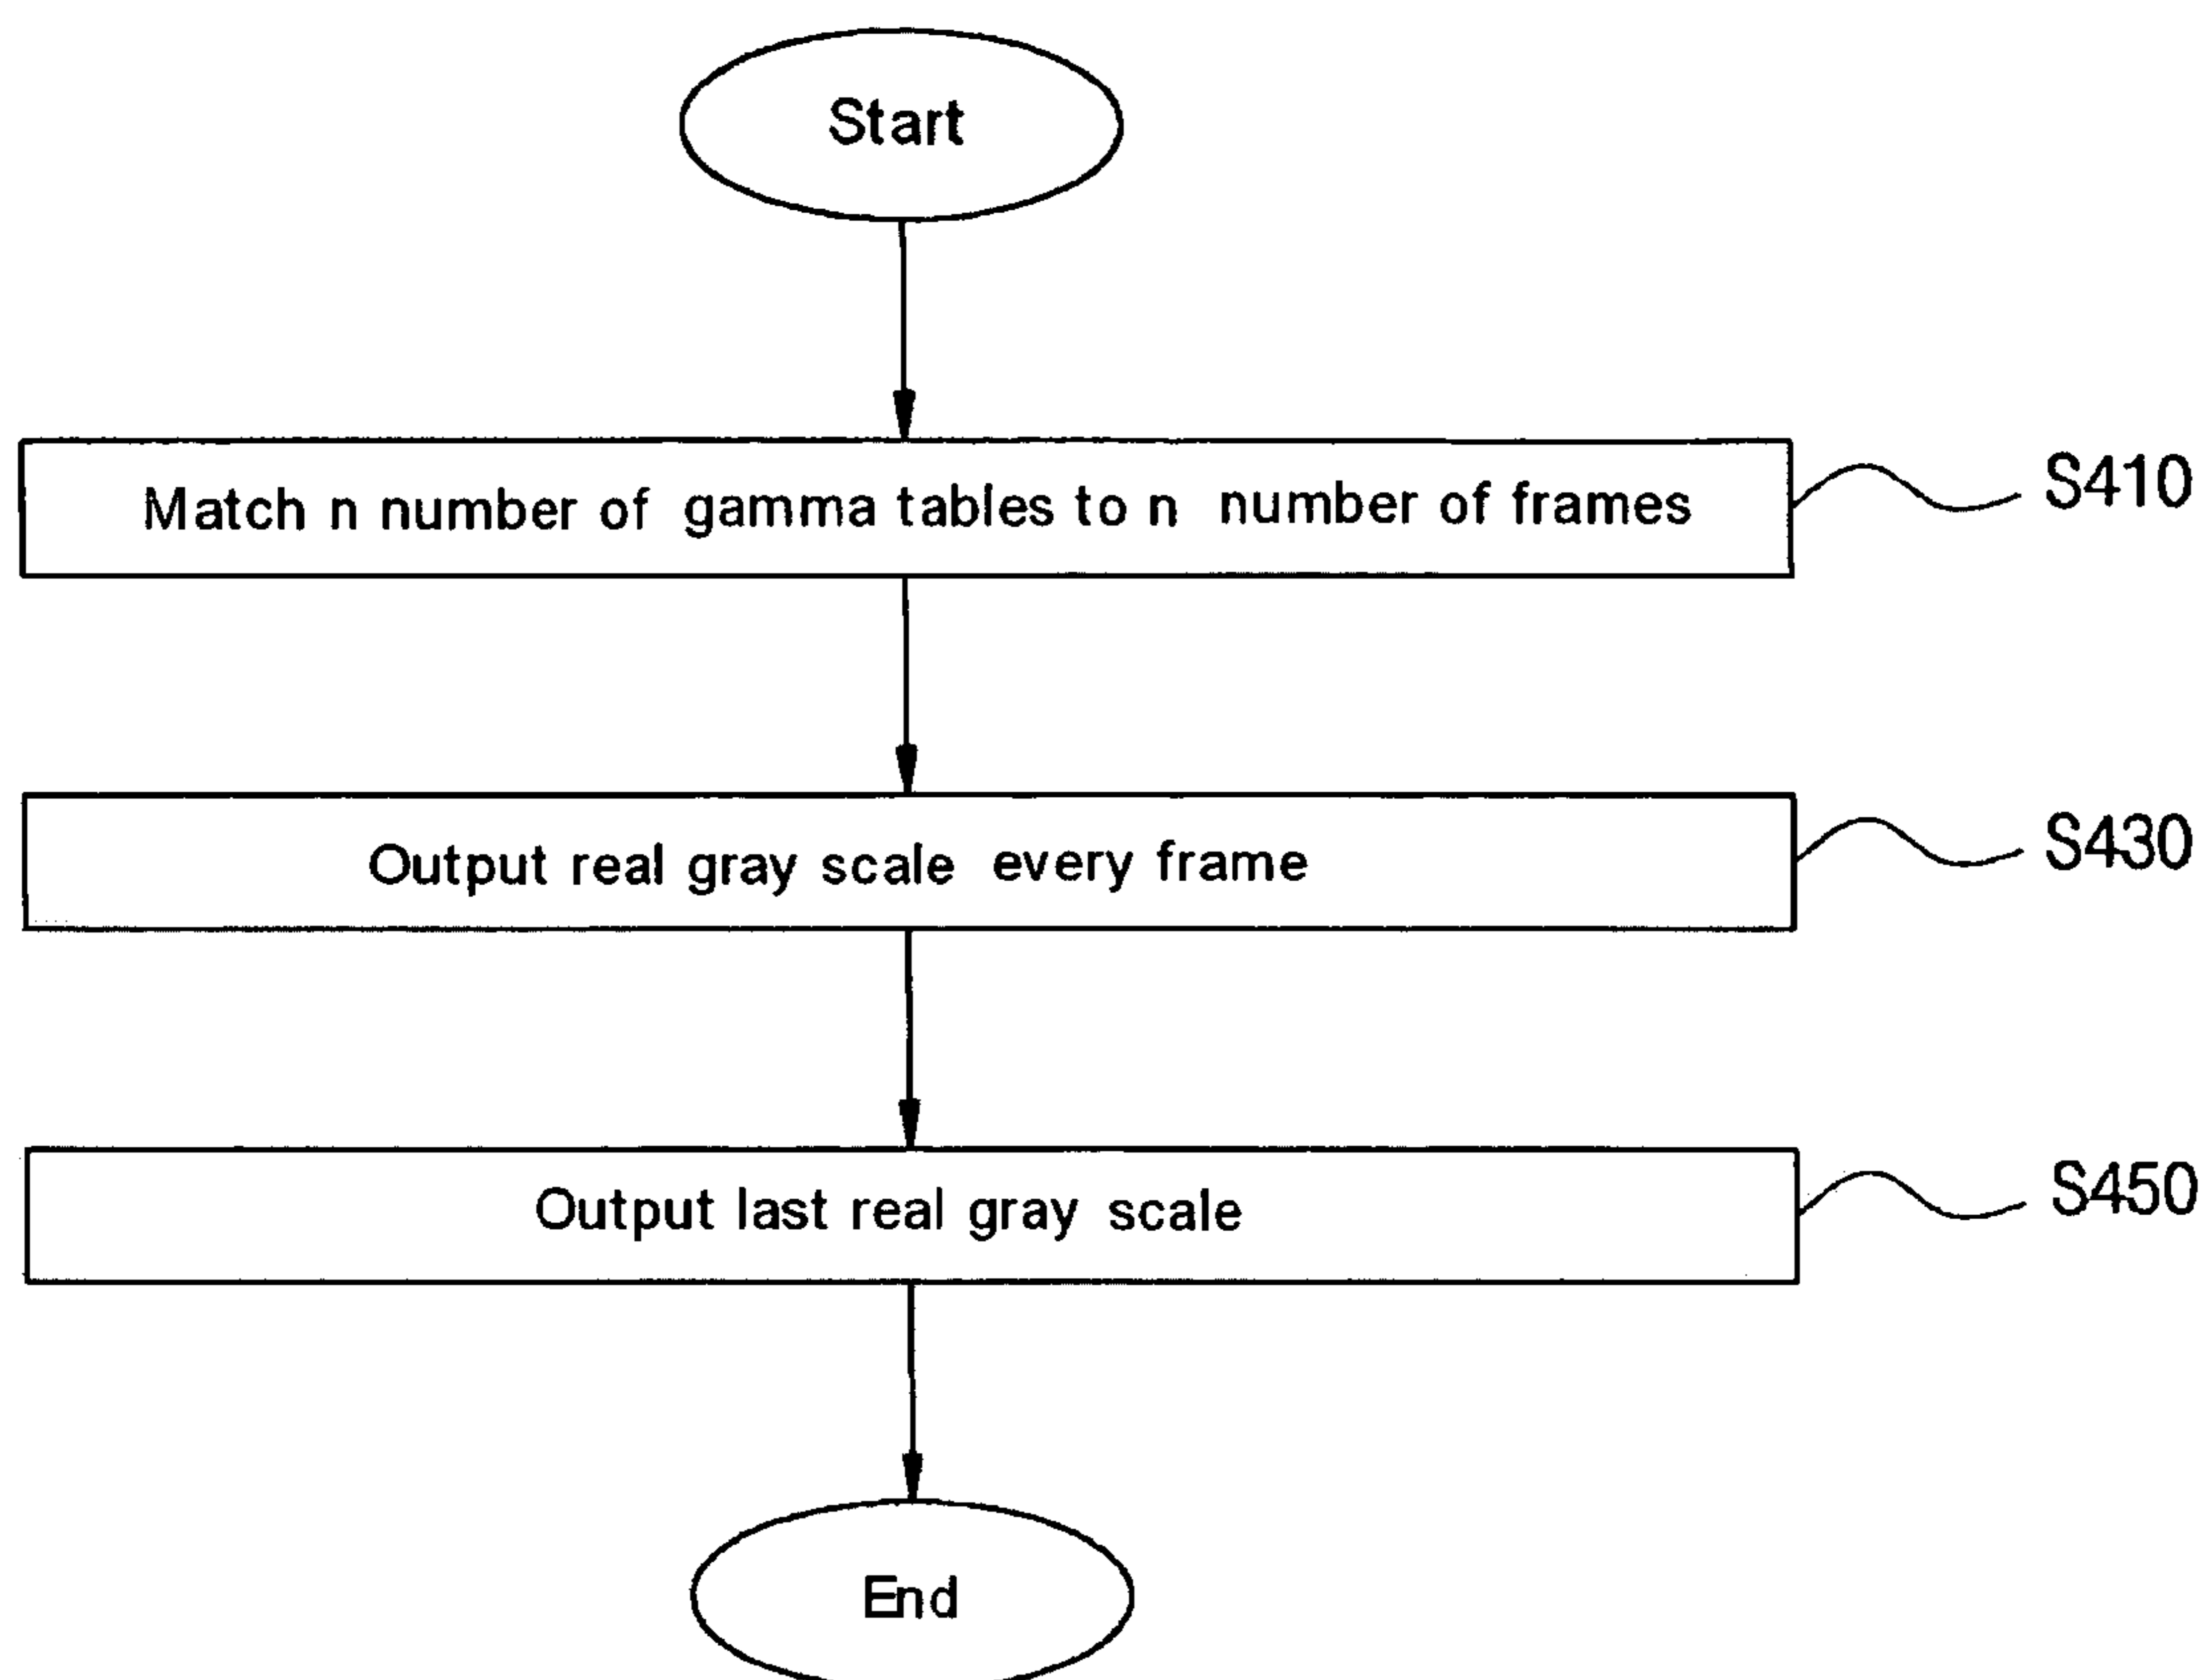 Start
Match n number of gamma tables to n number of frames
S410
Output real gray scale every frame
S430
Output last real gray scale
S450
End